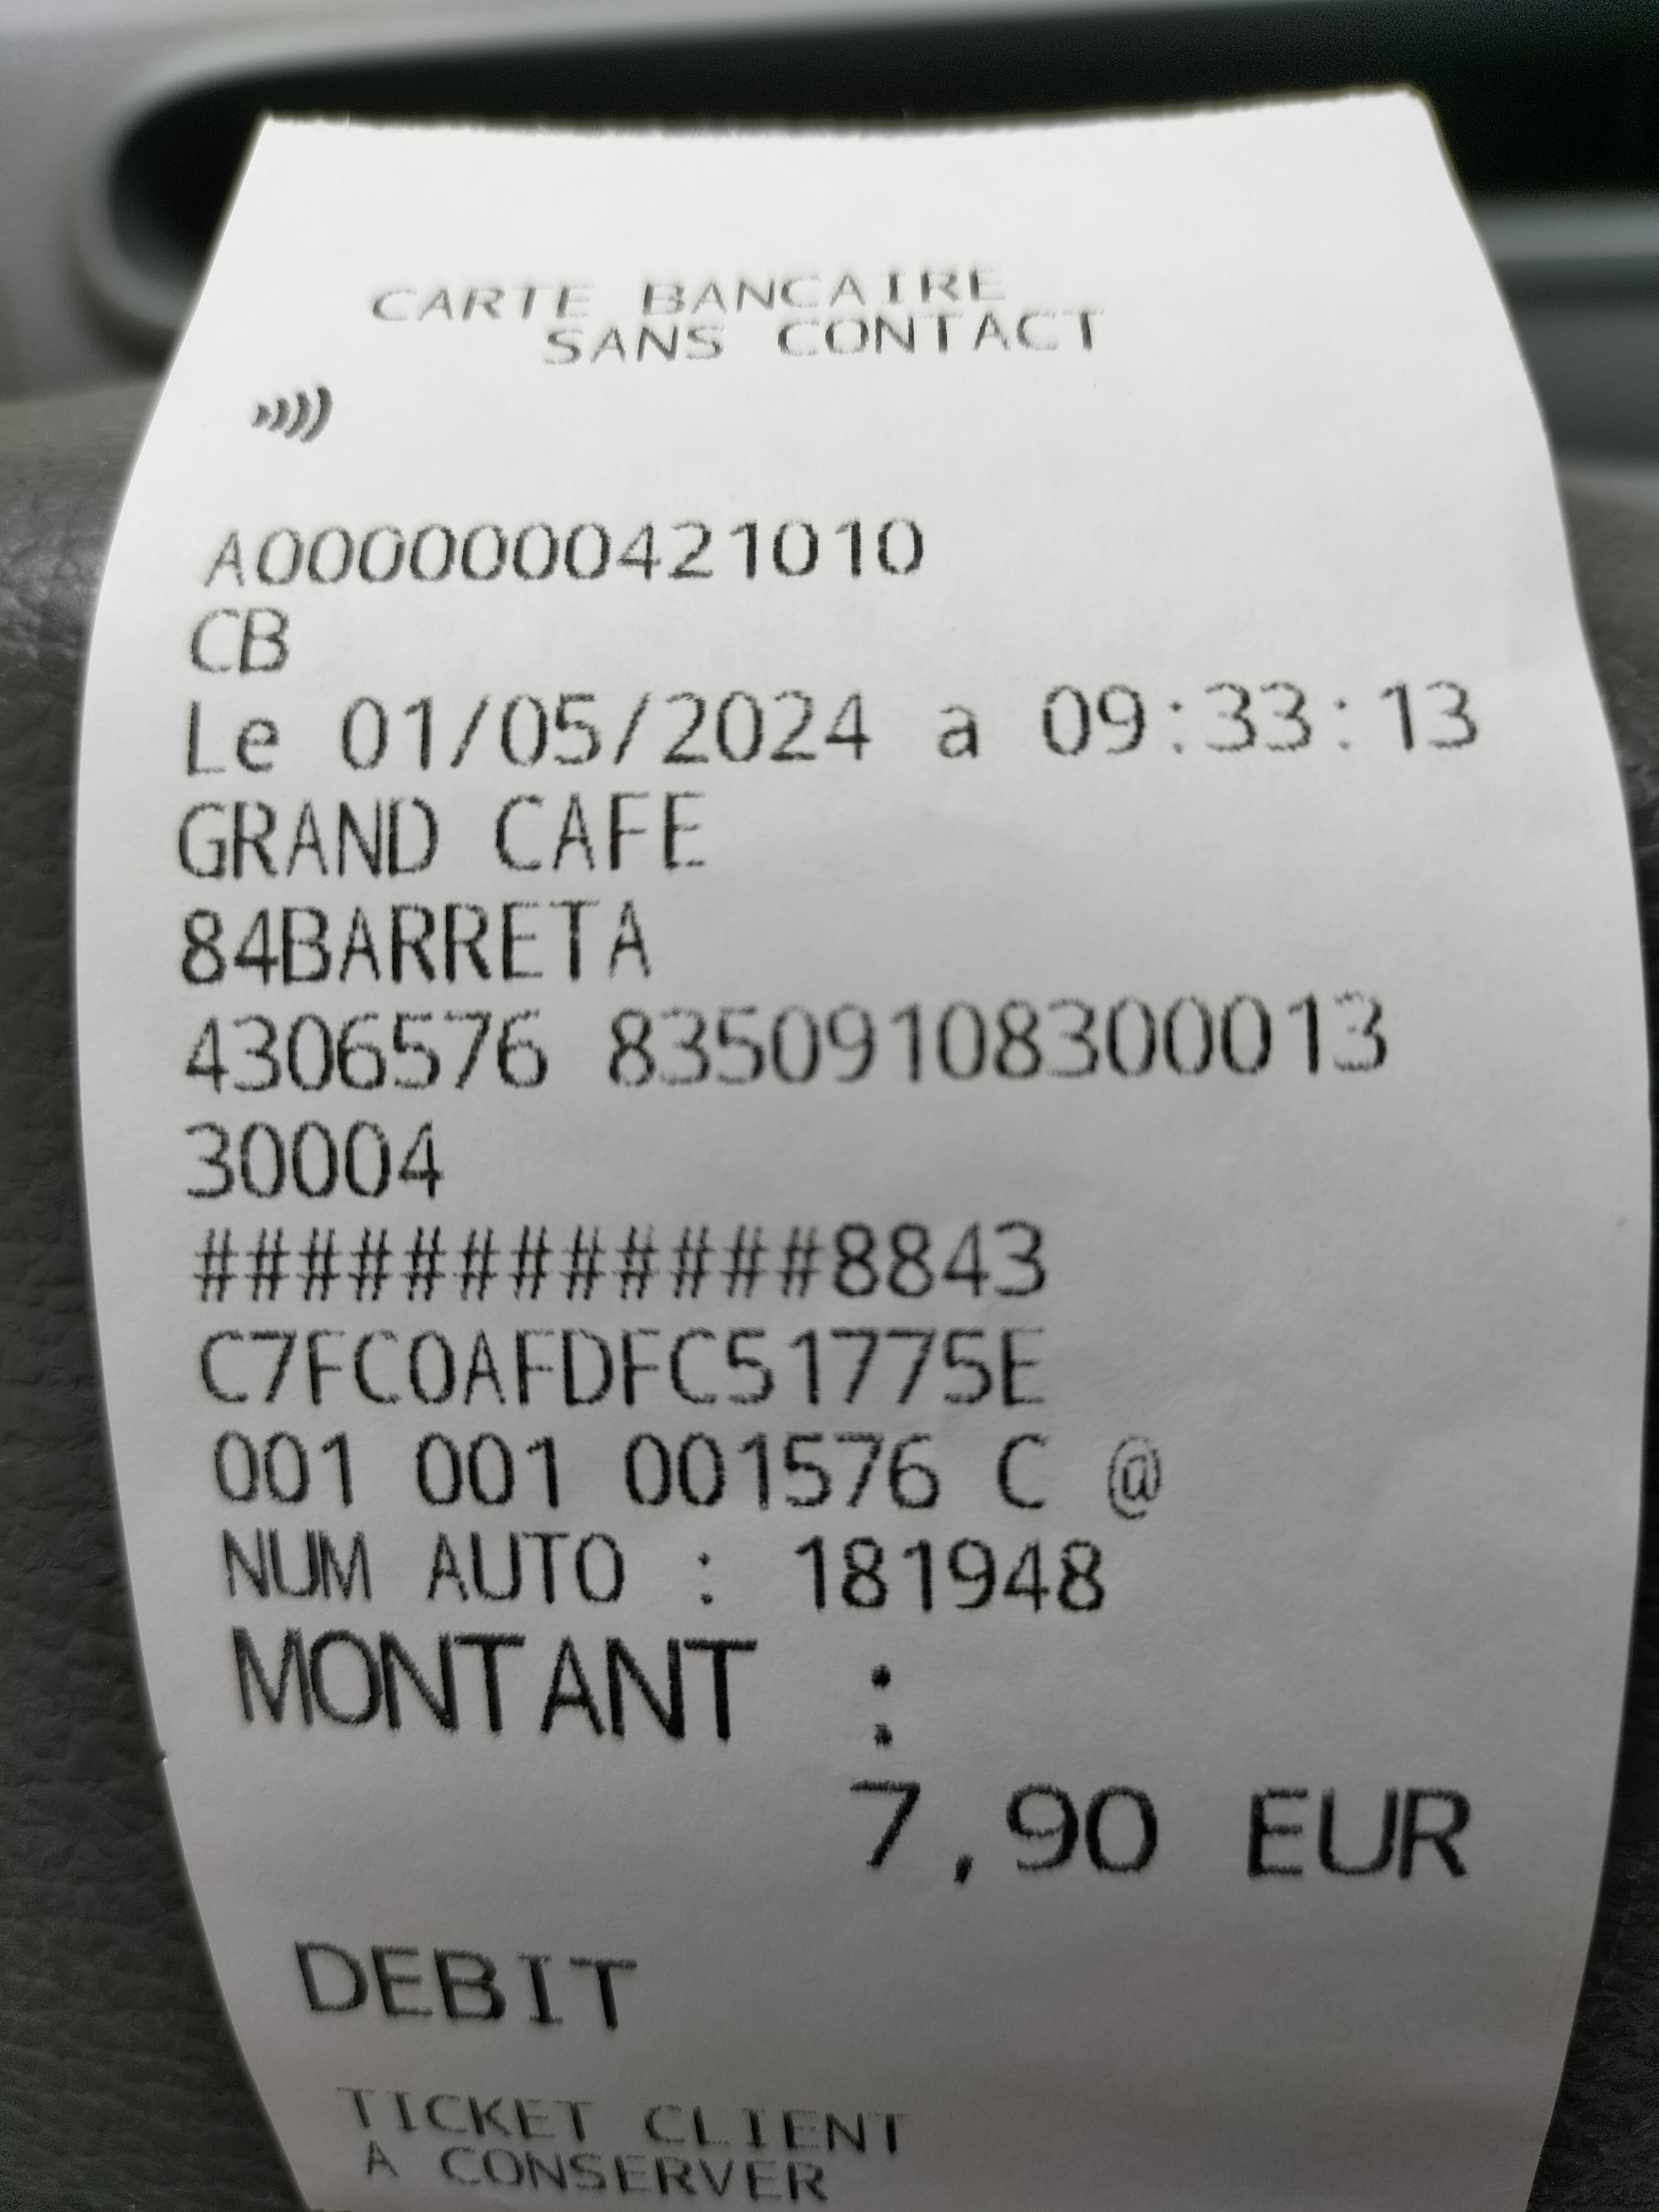 CARTE BANCAIRE
SANS CONTACT
A0000000421010
CB
Le 01/05/2024 a 09:33:13
GRAND CAFE
84BARRETA
4306576 83509108300013
30004
############8843
C7FC0AFDFC51775E
001 001 001576 C @
NUM AUTO : 181948
MONTANT :
7,90 EUR
DEBIT
TICKET CLIENT
A CONSERVER